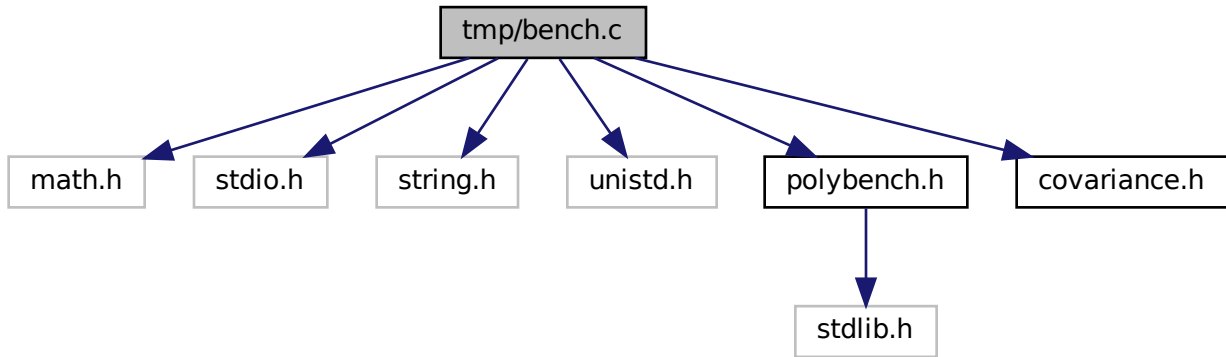 tmp/bench.c
math.h
stdio.h
string.h
unistd.h
polybench.h
covariance.h
stdlib.h